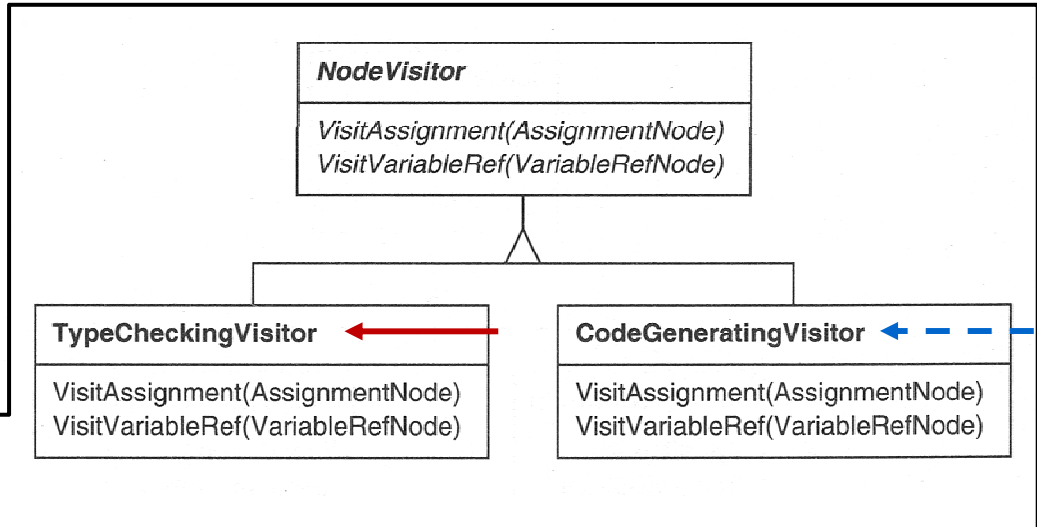 NodeVisitor
VisitAssignment(AssignmentNode)
VisitVariableRef(VariableRefNode)
TypeCheckingVisitor
VisitAssignment(AssignmentNode)
VisitVariableRef(VariableRefNode)
CodeGeneratingVisitor
VisitAssignment(AssignmentNode)
VisitVariableRef(VariableRefNode)